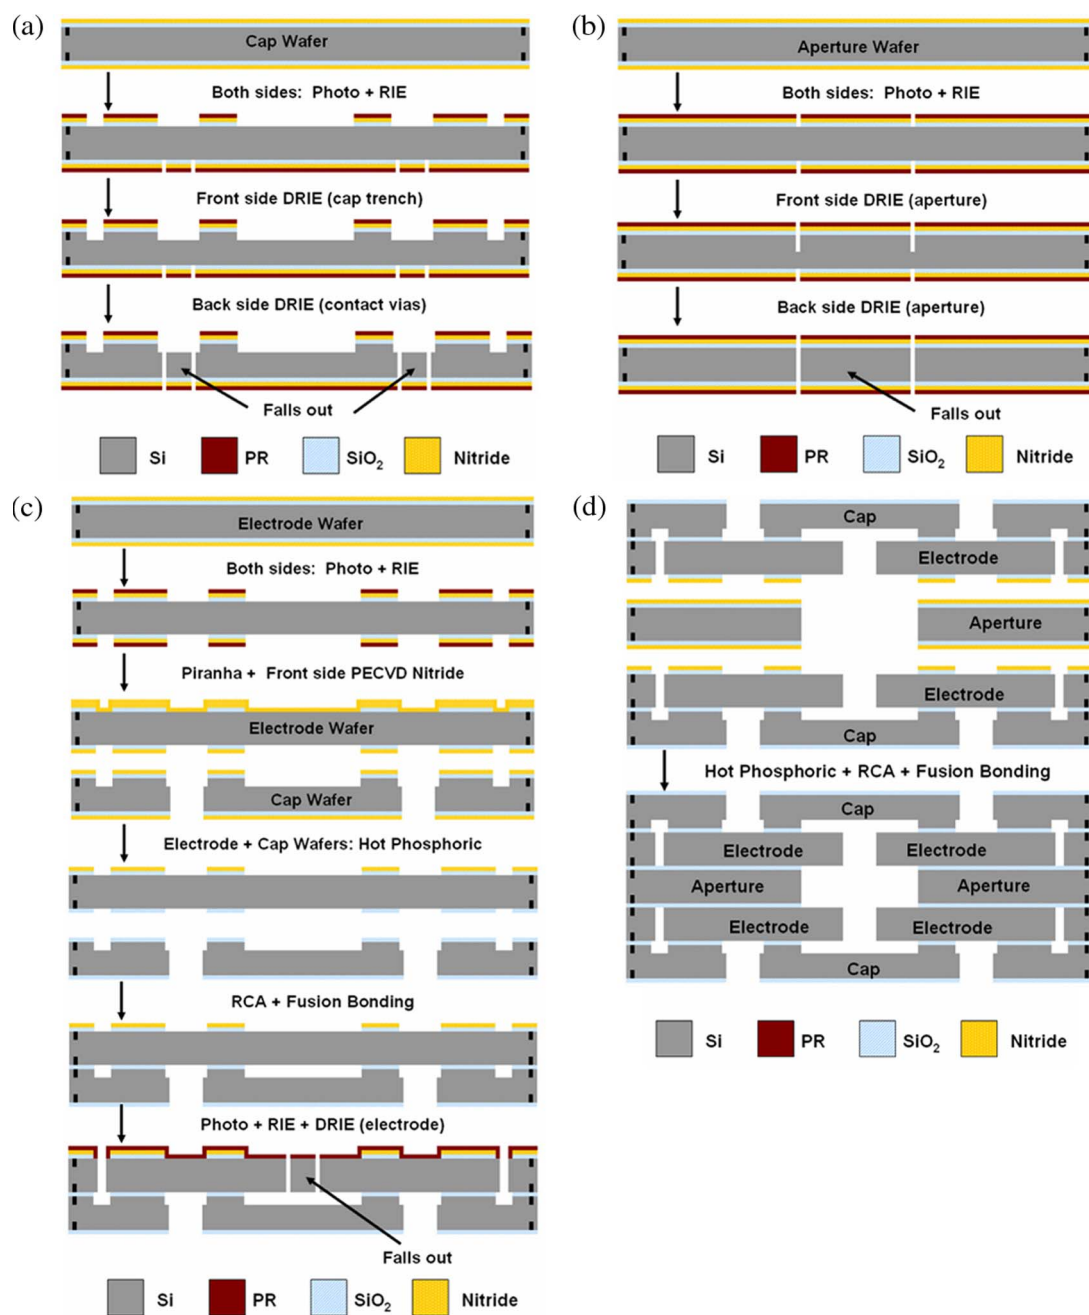 (a)
Cap Wafer
Both sides: Photo + RIE
Front side DRIE (cap trench)
Back side DRIE (contact vias)
Falls out
Si PR SiO₂ Nitride
(b)
Aperture Wafer
Both sides: Photo + RIE
Front side DRIE (aperture)
Back side DRIE (aperture)
Falls out
Si PR SiO₂ Nitride
(c)
Electrode Wafer
Both sides: Photo + RIE
Piranha + Front side PECVD Nitride
Electrode Wafer
Cap Wafer
Electrode + Cap Wafers: Hot Phosphoric
RCA + Fusion Bonding
Photo + RIE + DRIE (electrode)
Falls out
Si PR SiO₂ Nitride
(d)
Cap
Electrode
Aperture
Electrode
Cap
Hot Phosphoric + RCA + Fusion Bonding
Cap
Electrode Electrode
Aperture Aperture
Electrode Electrode
Cap
Si PR SiO₂ Nitride